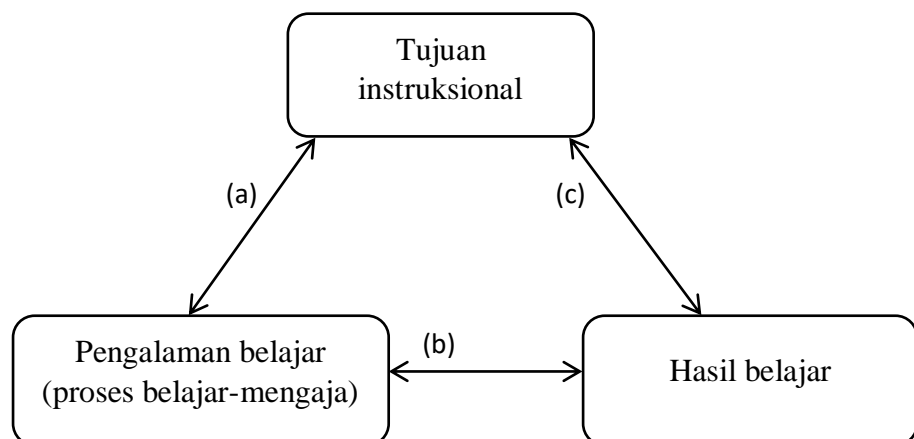 Tujuan
instruksional
(a)
(c)
Pengalaman belajar
(proses belajar-mengaja)
(b)
Hasil belajar